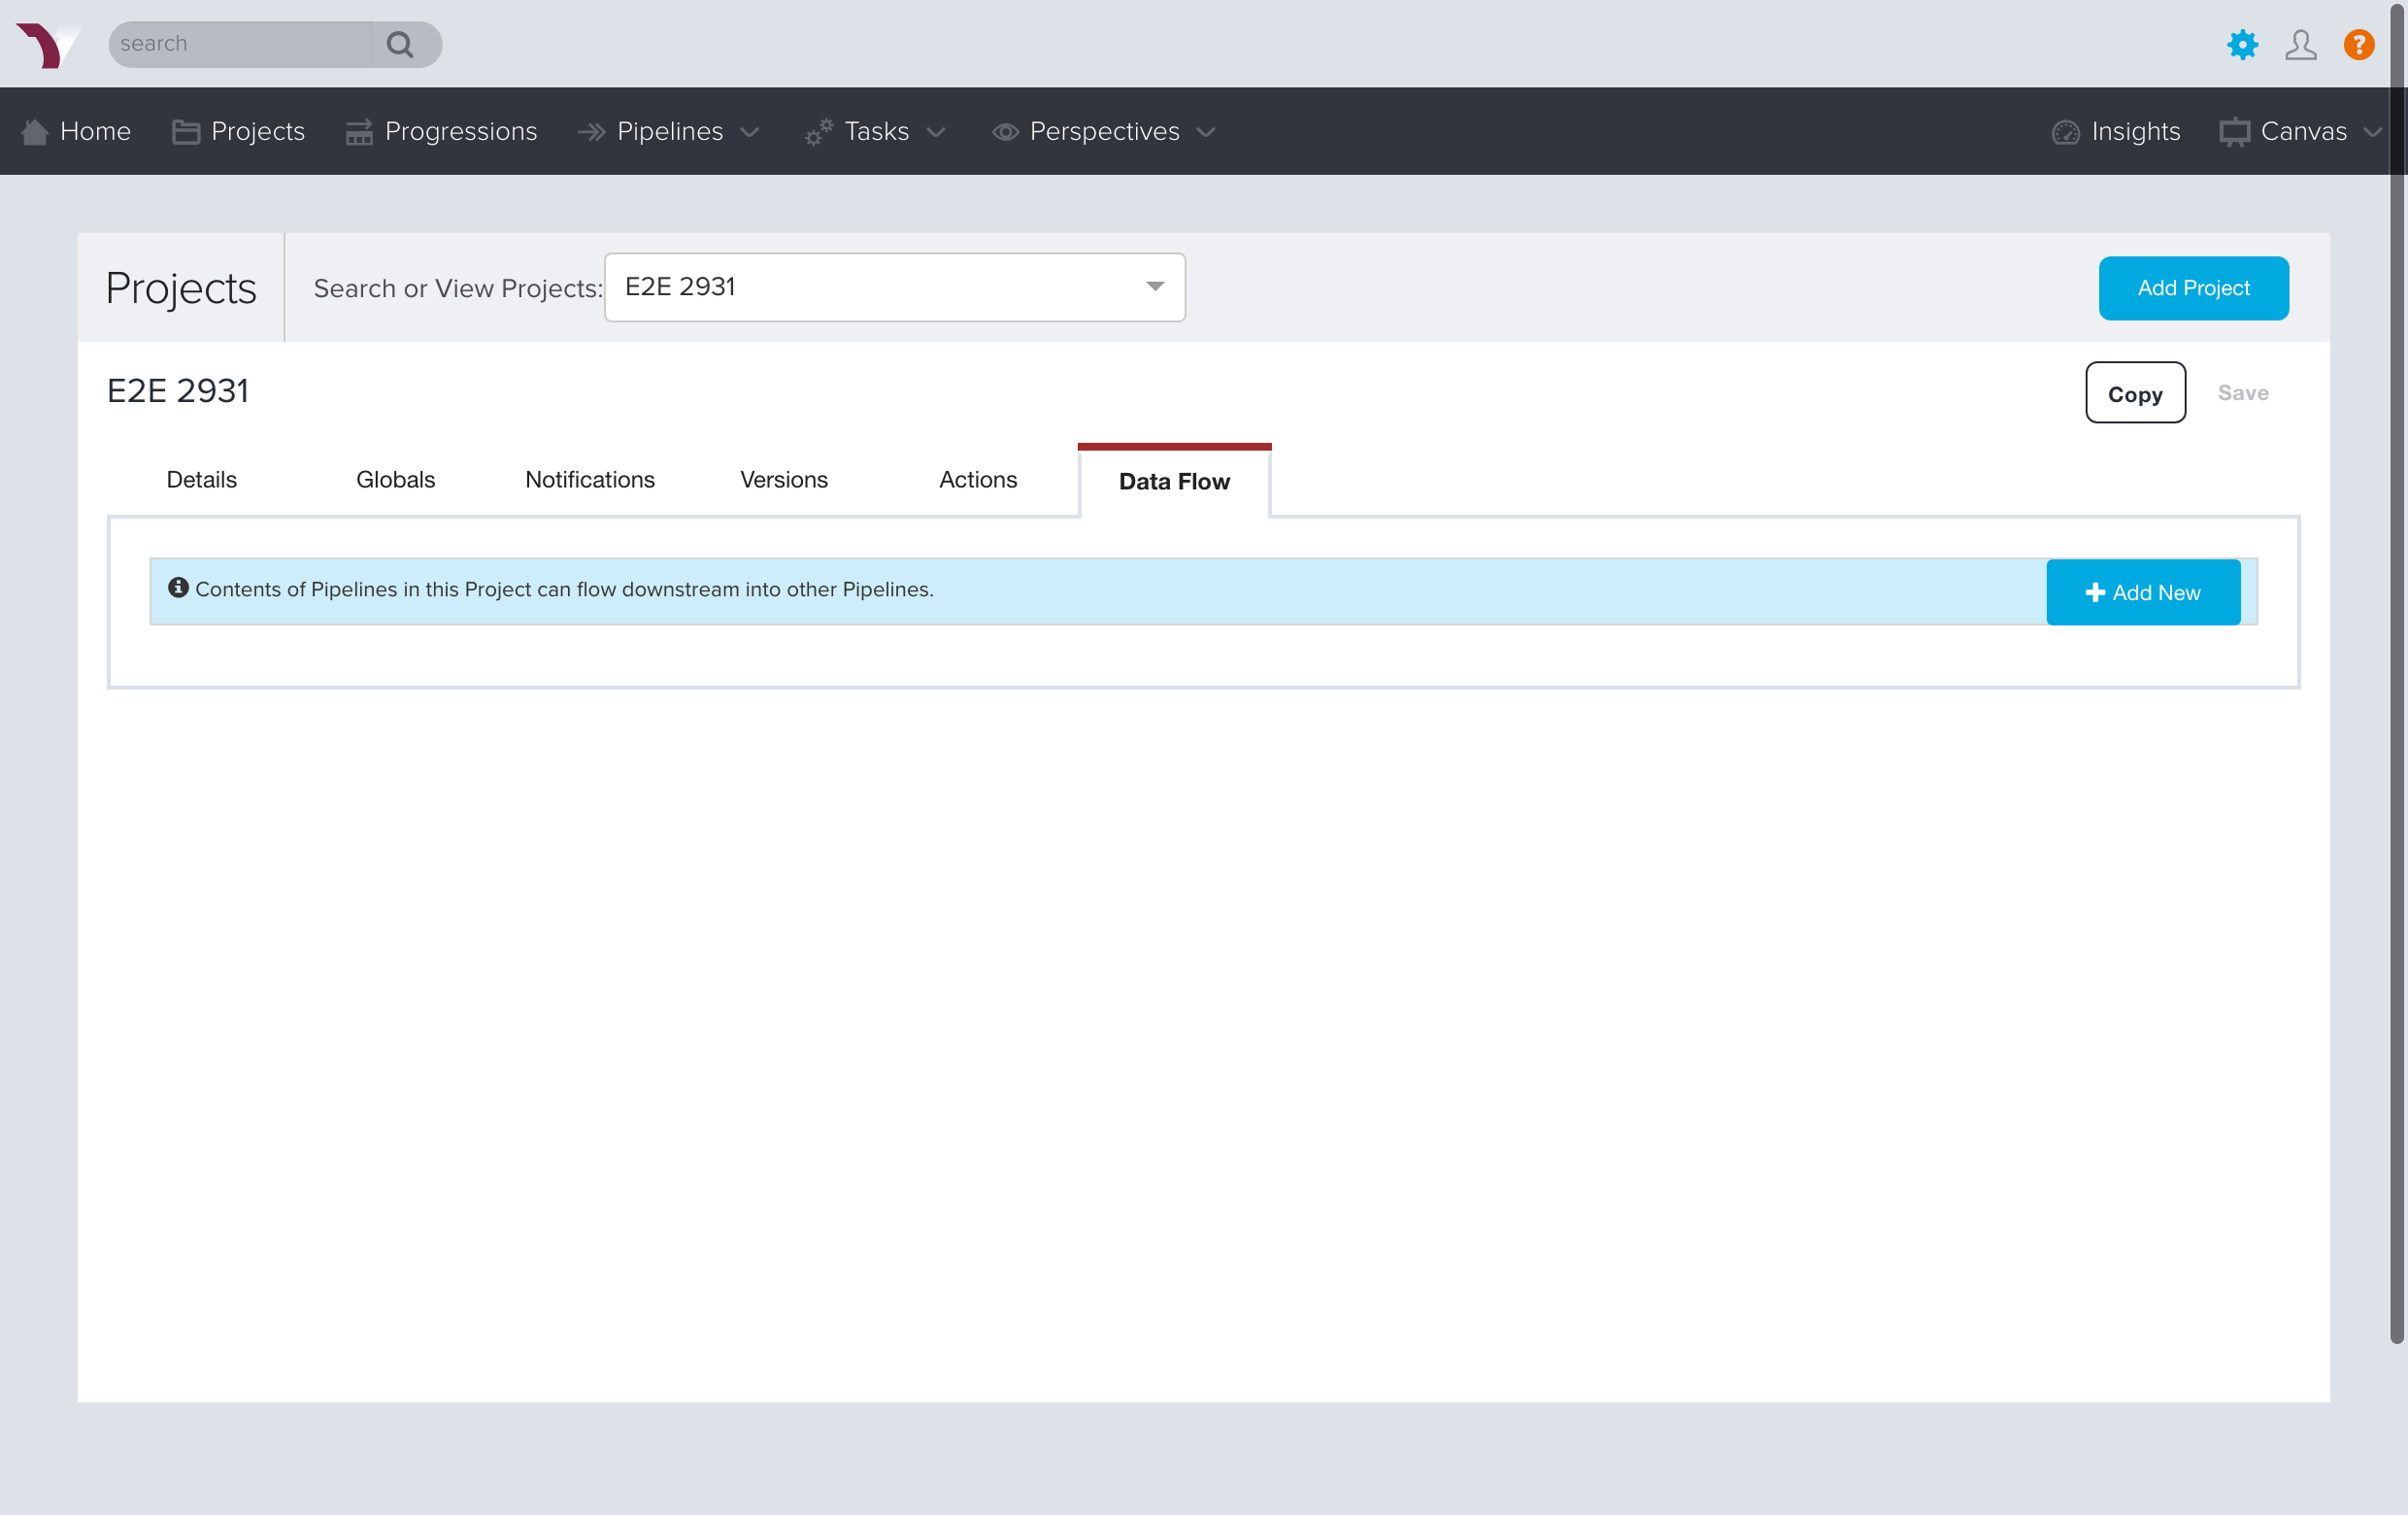 search
Home Projects Progressions Pipelines Tasks Perspectives Insights Canvas
Projects Search or View Projects: E2E 2931 Add Project
E2E 2931 Copy Save
Details Globals Notifications Versions Actions Data Flow
Contents of Pipelines in this Project can flow downstream into other Pipelines. Add New